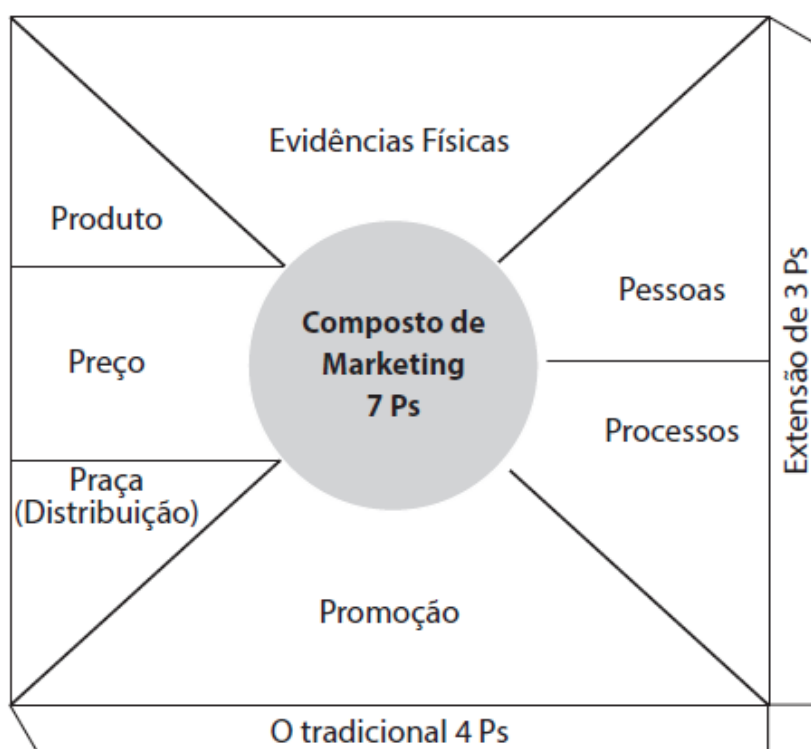 Evidências Físicas
Produto
Pessoas
Composto de
Marketing
7 Ps
Preço
Processos
Praça
(Distribuição)
Promoção
Extensão de 3 Ps
O tradicional 4 Ps